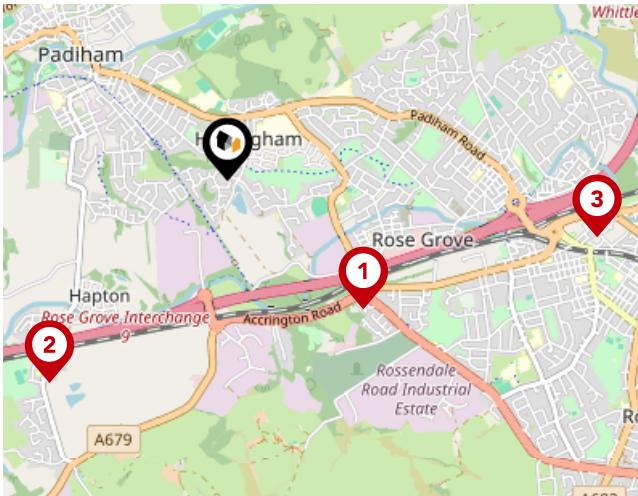 Whittle
Padiham
Padiham Road
3
Rose Grove
1
Hapton
Rose Grove Interchange
9
Accrington Road
2
Rossendale
Road Industrial
Estate
A679